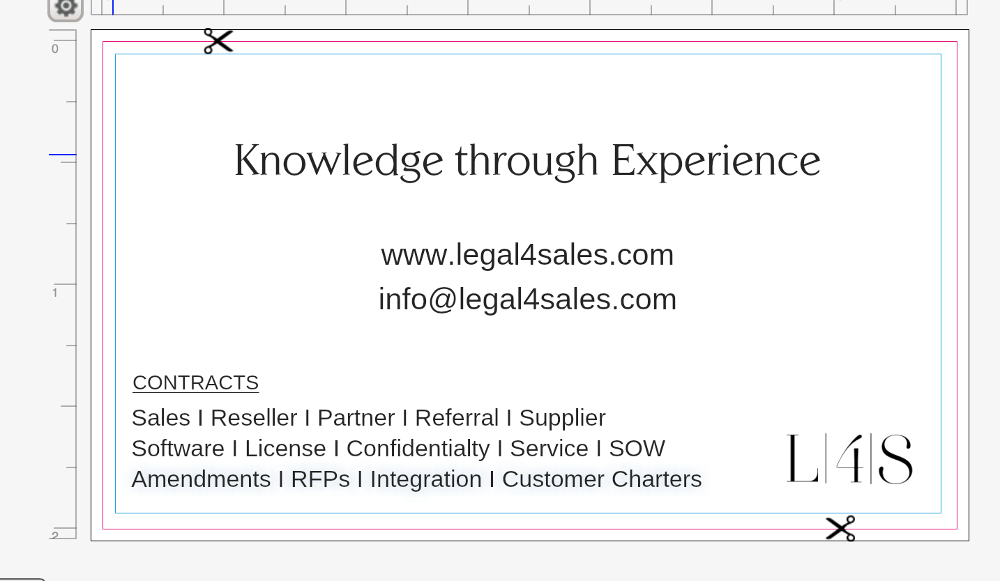 0
Knowledge through Experience
www.legal4sales.com
info@legal4sales.com
1
CONTRACTS
Sales I Reseller I Partner I Referral I Supplier
Software I License I Confidentialty I Service I SOW
Amendments I RFPs I Integration I Customer Charters
L|4|S
2